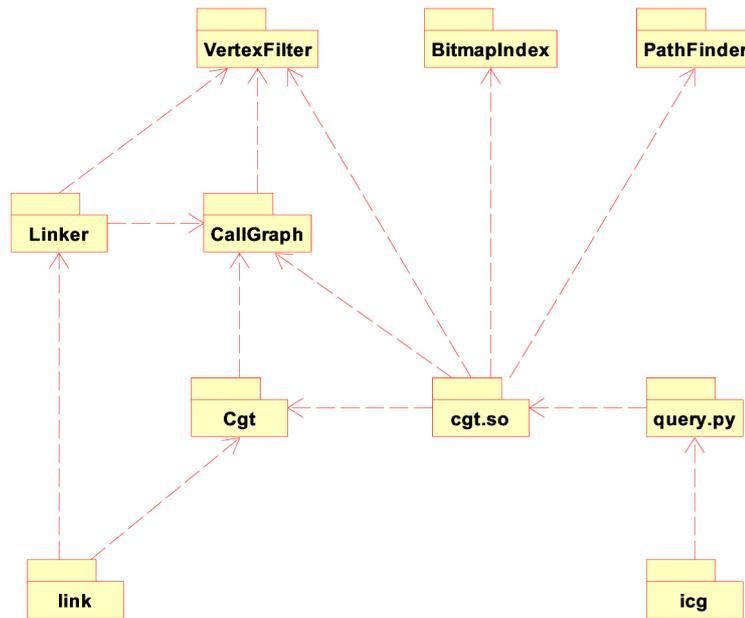 VertexFilter
BitmapIndex
PathFinder
Linker
CallGraph
Cgt
cgt.so
query.py
link
icg